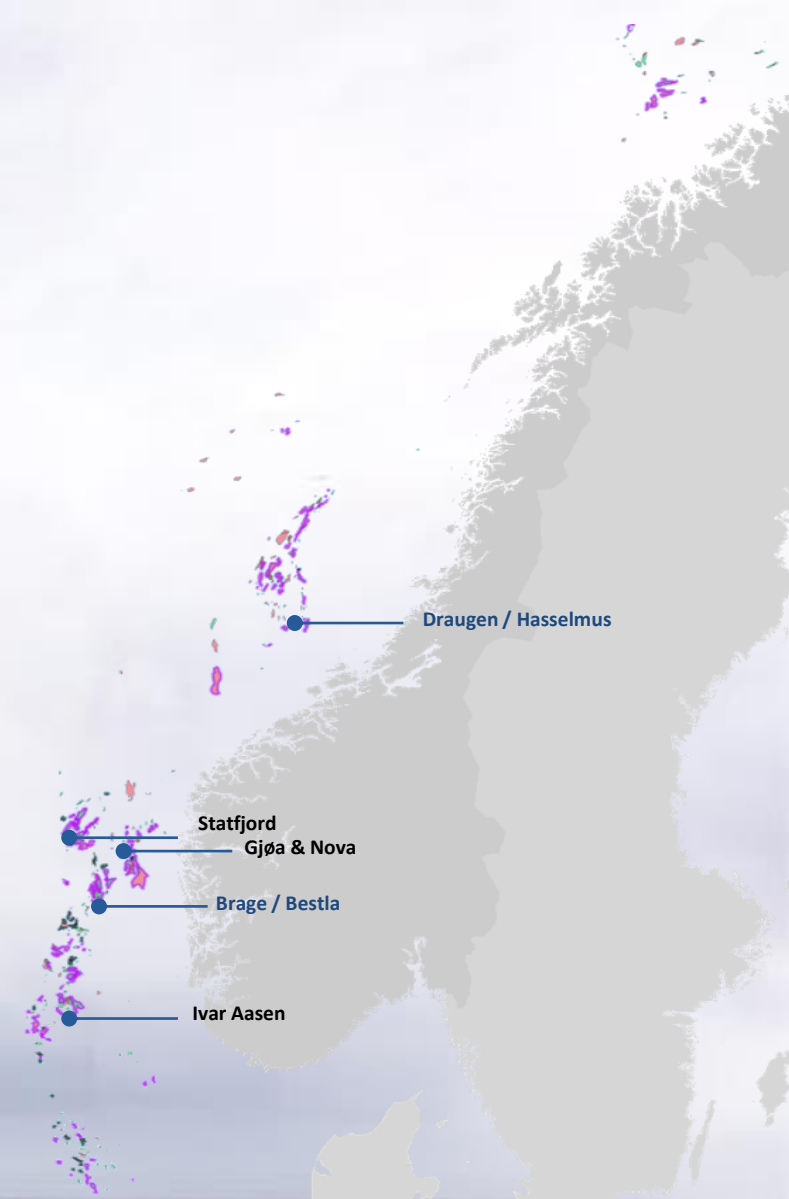 Draugen / Hasselmus
Statfjord
Gjøa & Nova
Brage / Bestla
Ivar Aasen